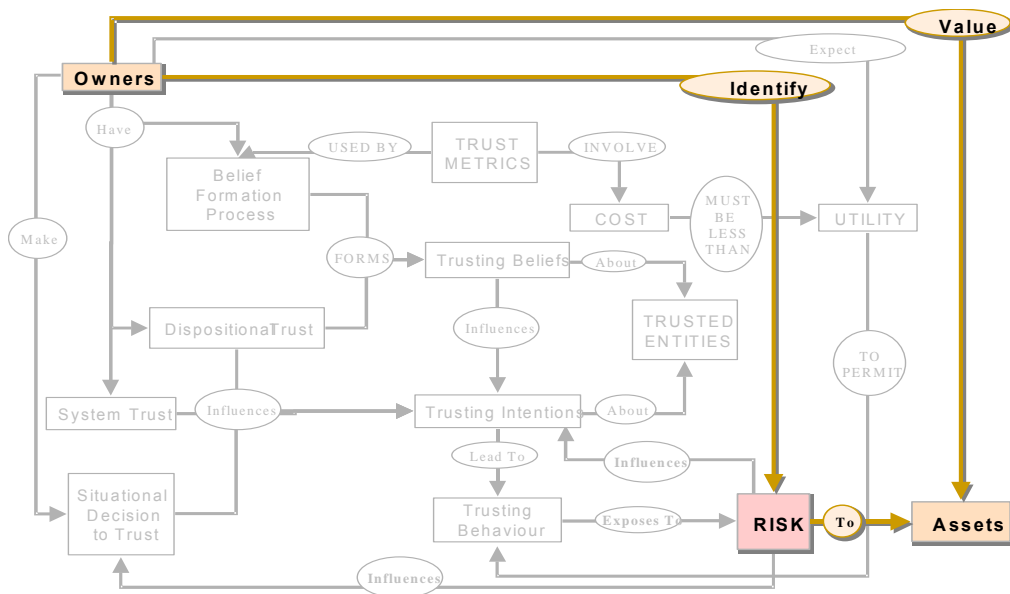 Value
Expect
Owners
Identify
Have
USED BY
TRUST
METRICS
INVOLVE
Belief
Formation
Process
COST
MUST
BE
LESS
THAN
UTILITY
Make
FORMS
Trusting Beliefs
About
DispositionalTrust
Influences
TRUSTED
ENTITIES
TO
PERMIT
System Trust
Influences
Trusting Intentions
About
Lead To
Influences
Situational
Decision
to Trust
Trusting
Behaviour
Exposes To
RISK
To
Assets
Influences